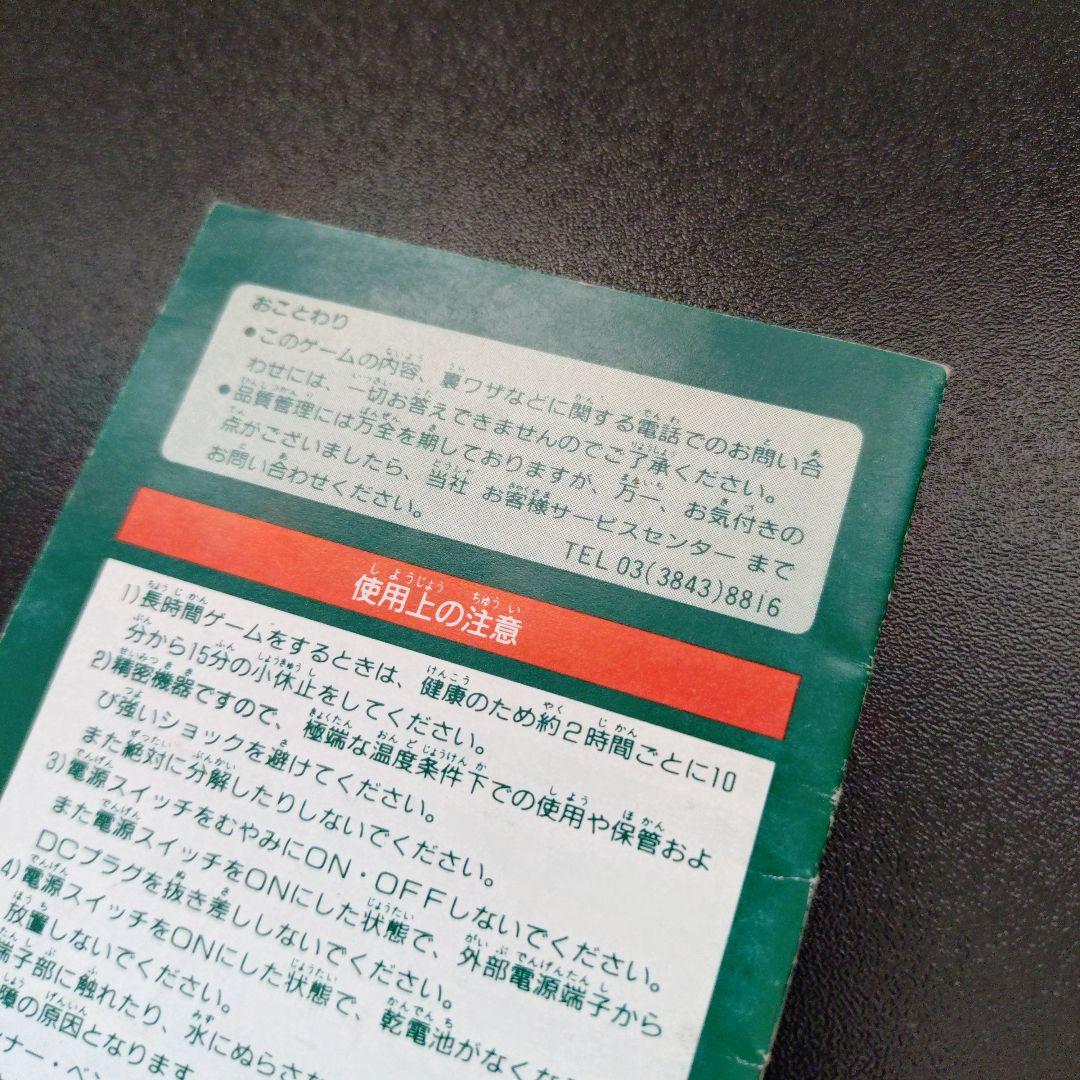 おことわり
●このゲームの内容、裏ワザなどに関する電話でのお問い合
わせには、一切お答えできませんのでご了承ください。
●品質管理には万全を期しておりますが、万一、お気付きの
点がございましたら、当社 お客様サービスセンター まで
お問い合わせください。
TEL 03(3843)8816
使用上の注意
1)長時間ゲームをするときは、健康のため約2時間ごとに10
分から15分の小休止をしてください。
2)精密機器ですので、極端な温度条件下での使用や保管およ
び強いショックを避けてください。
また絶対に分解したりしないでください。
3)電源スイッチをむやみにON・OFFしないでください。
また電源スイッチをONにした状態で、外部電源端子から
DCプラグを抜き差ししないでください。
4)電源スイッチをONにした状態で、乾電池がなくな
放置しないでください。
端子部に触れたり、水にぬらさ
障の原因となります
ナー・ベン